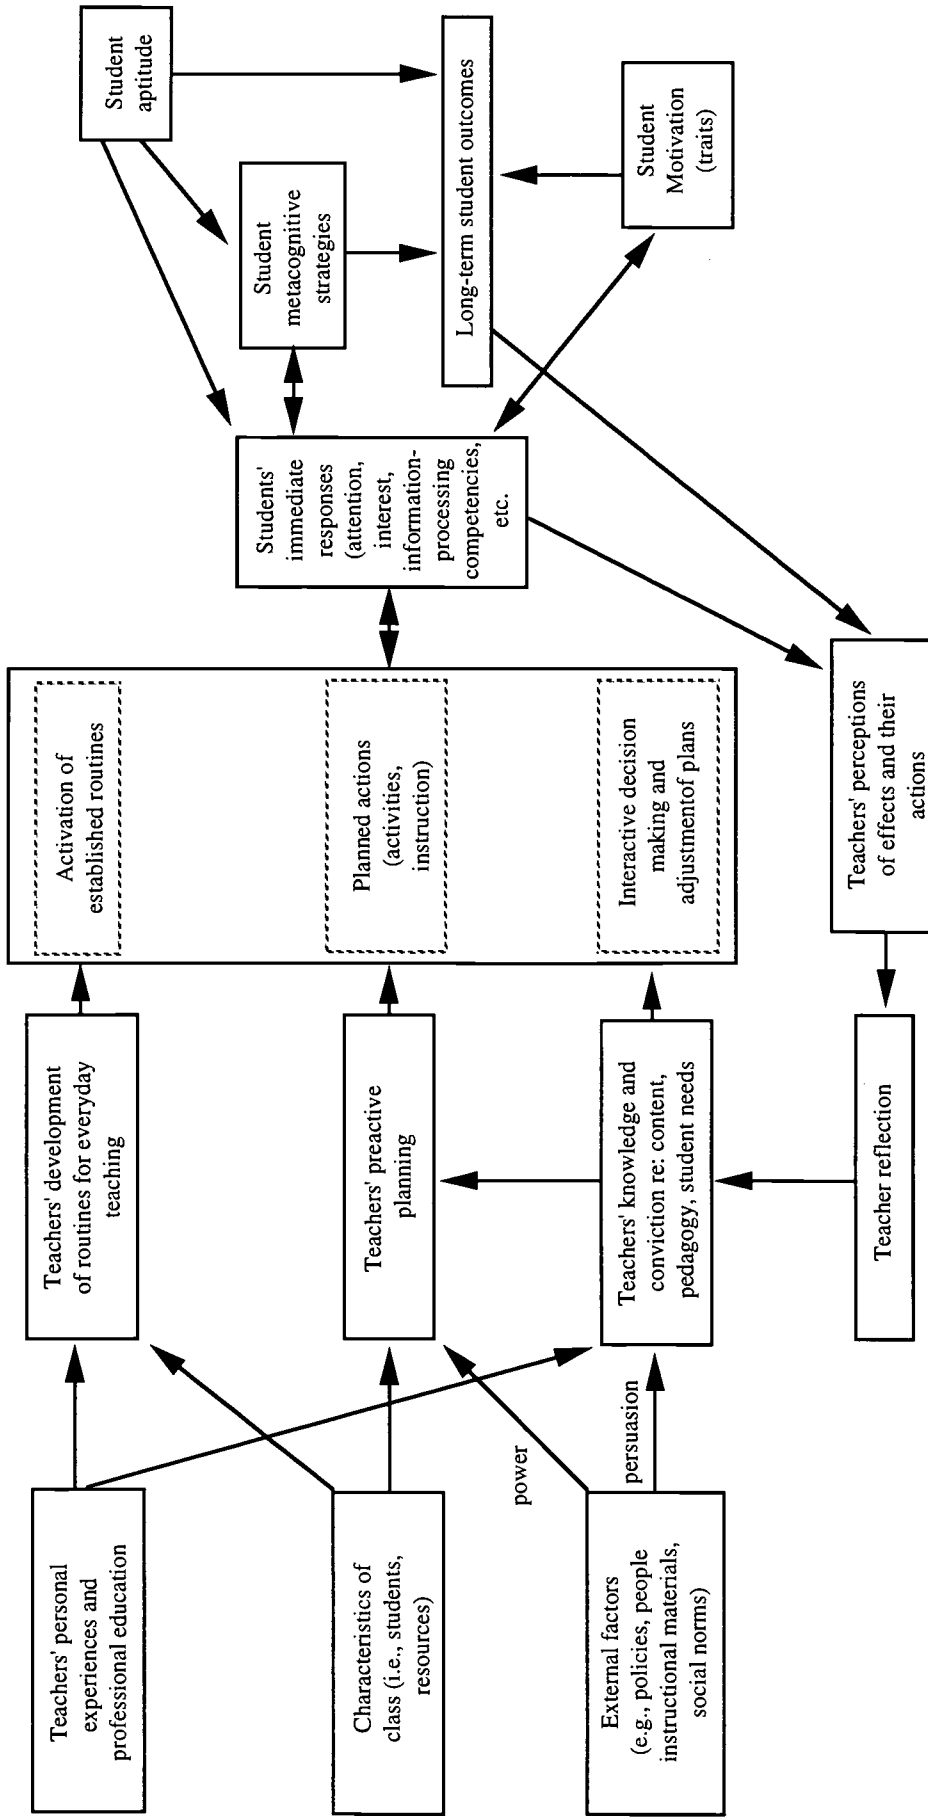 Teachers' personal
experiences and
professional education
Characteristics of
class (i.e., students,
resources)
External factors
(e.g., policies, people
instructional materials,
social norms)
power
persuasion
Teachers' development
of routines for everyday
teaching
Teachers' preactive
planning
Teachers' knowledge and
conviction re: content,
pedagogy, student needs
Teacher reflection
Activation of
established routines
Planned actions
(activities,
instruction)
Interactive decision
making and
adjustmentof plans
Teachers' perceptions
of effects and their
actions
Students'
immediate
responses
(attention,
interest,
information-
processing
competencies,
etc.
Student
metacognitive
strategies
Student
aptitude
Long-term student outcomes
Student
Motivation
(traits)